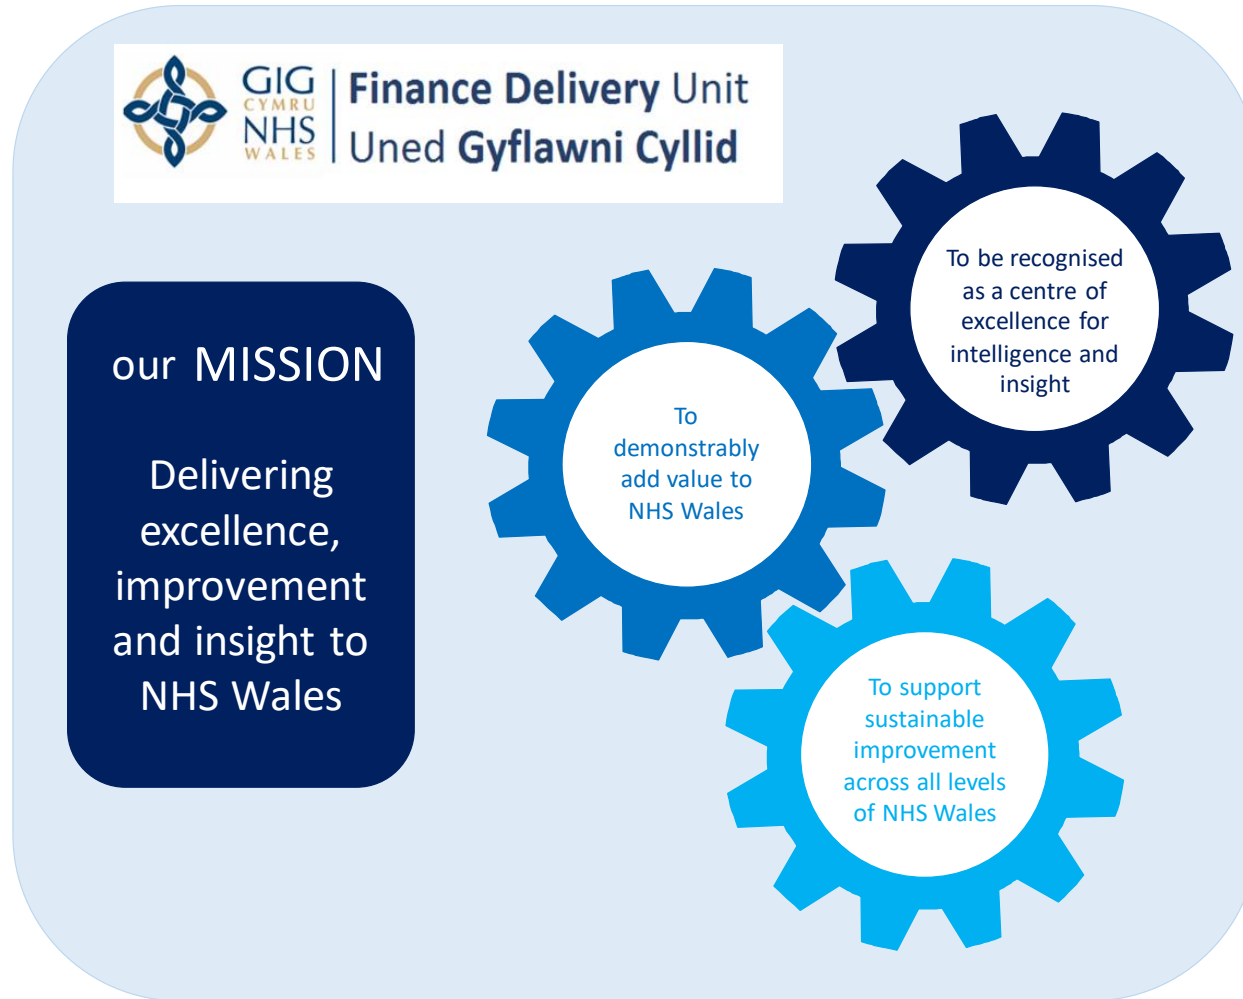 GIG
CYMRU
NHS
WALES
Finance Delivery Unit
Uned Gyflawni Cyllid
our MISSION
Delivering
excellence,
improvement
and insight to
NHS Wales
To be recognised
as a centre of
excellence for
intelligence and
insight
To
demonstrably
add value to
NHS Wales
To support
sustainable
improvement
across all levels
of NHS Wales